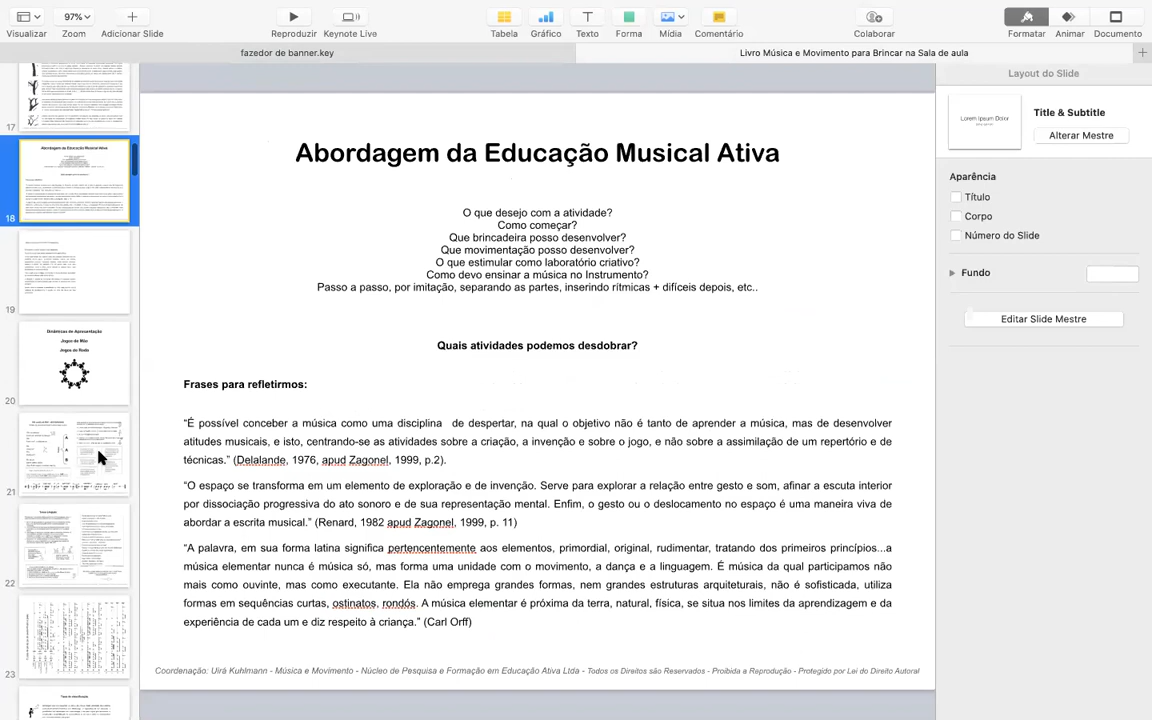 97%
Visualizar Zoom Adicionar Slide Reproduzir Keynote Live Tabela Gráfico Texto Forma Mídia Comentário Colaborar Formatar Animar Documento
fazedor de banner.key Livro Música e Movimento para Brincar na Sala de aula
Layout do Slide
Lorem Ipsum Dolor
Title & Subtitle
Alterar Mestre
Aparência
Título
Corpo
Número do Slide
Fundo
Editar Slide Mestre
17
Abordagem da Educação Musical Ativa
18
19
Dinâmicas de Apresentação
Jogos de Mão
Jogos de Roda
20
21
22
23
Abordagem da Educação Musical Ativa
O que desejo com a atividade?
Como começar?
Que brincadeira posso desenvolver?
Que movimentação posso desenvolver?
O que estimular como laboratório criativo?
Como devo ensinar a música no Instrumento?
Passo a passo, por imitação, separando as partes, inserindo rítmicas + difíceis depois, etc..
Quais atividades podemos desdobrar?
Frases para refletirmos:
“É possível conceber a música como uma disciplina de despertar, na qual o objetivo não é tanto de aprender a música, mas de desenvolver
atitudes musicais, e isto, centrando-se as atividades sobre a criação, a invenção e sobre o jogo, e não sobre a assimilação de um repertório e de
técnicas.” (Delalande, 1976, apud Zagonel, 1999, p.2).
“O espaço se transforma em um elemento de exploração e de invenção. Serve para explorar a relação entre gesto e som, afinar a escuta interior
por dissociação progressiva do ato sonoro e de sua representação mental. Enfim, o gesto ou o deslocamento no espaço é uma maneira viva de
abordar a escrita musical.” (Renard, 1982 apud Zagonel, 1999, p. 11)
“A palavra, em sua forma latina significa pertencentemente aos elementos, primordial, original, rudimentar, tratando dos primeiros princípios...a
música elementar nunca é música só, mas forma uma unidade com o movimento, a dança e a linguagem. É música da qual participamos não
mais como ouvinte, mas como executante. Ela não emprega grandes formas, nem grandes estruturas arquiteturais, não é sofisticada, utiliza
formas em sequências curtas, ostinatos, rondós. A música elementar é próxima da terra, natural, física, se situa nos limites da aprendizagem e da
experiência de cada um e diz respeito à criança.” (Carl Orff)
Coordenação: Uirá Kuhlmann - Música e Movimento - Núcleo de Pesquisa e Formação em Educação Ativa Ltda - Todos os Direitos são Reservados - Proibida a Reprodução - Protegido por Lei do Direito Autoral